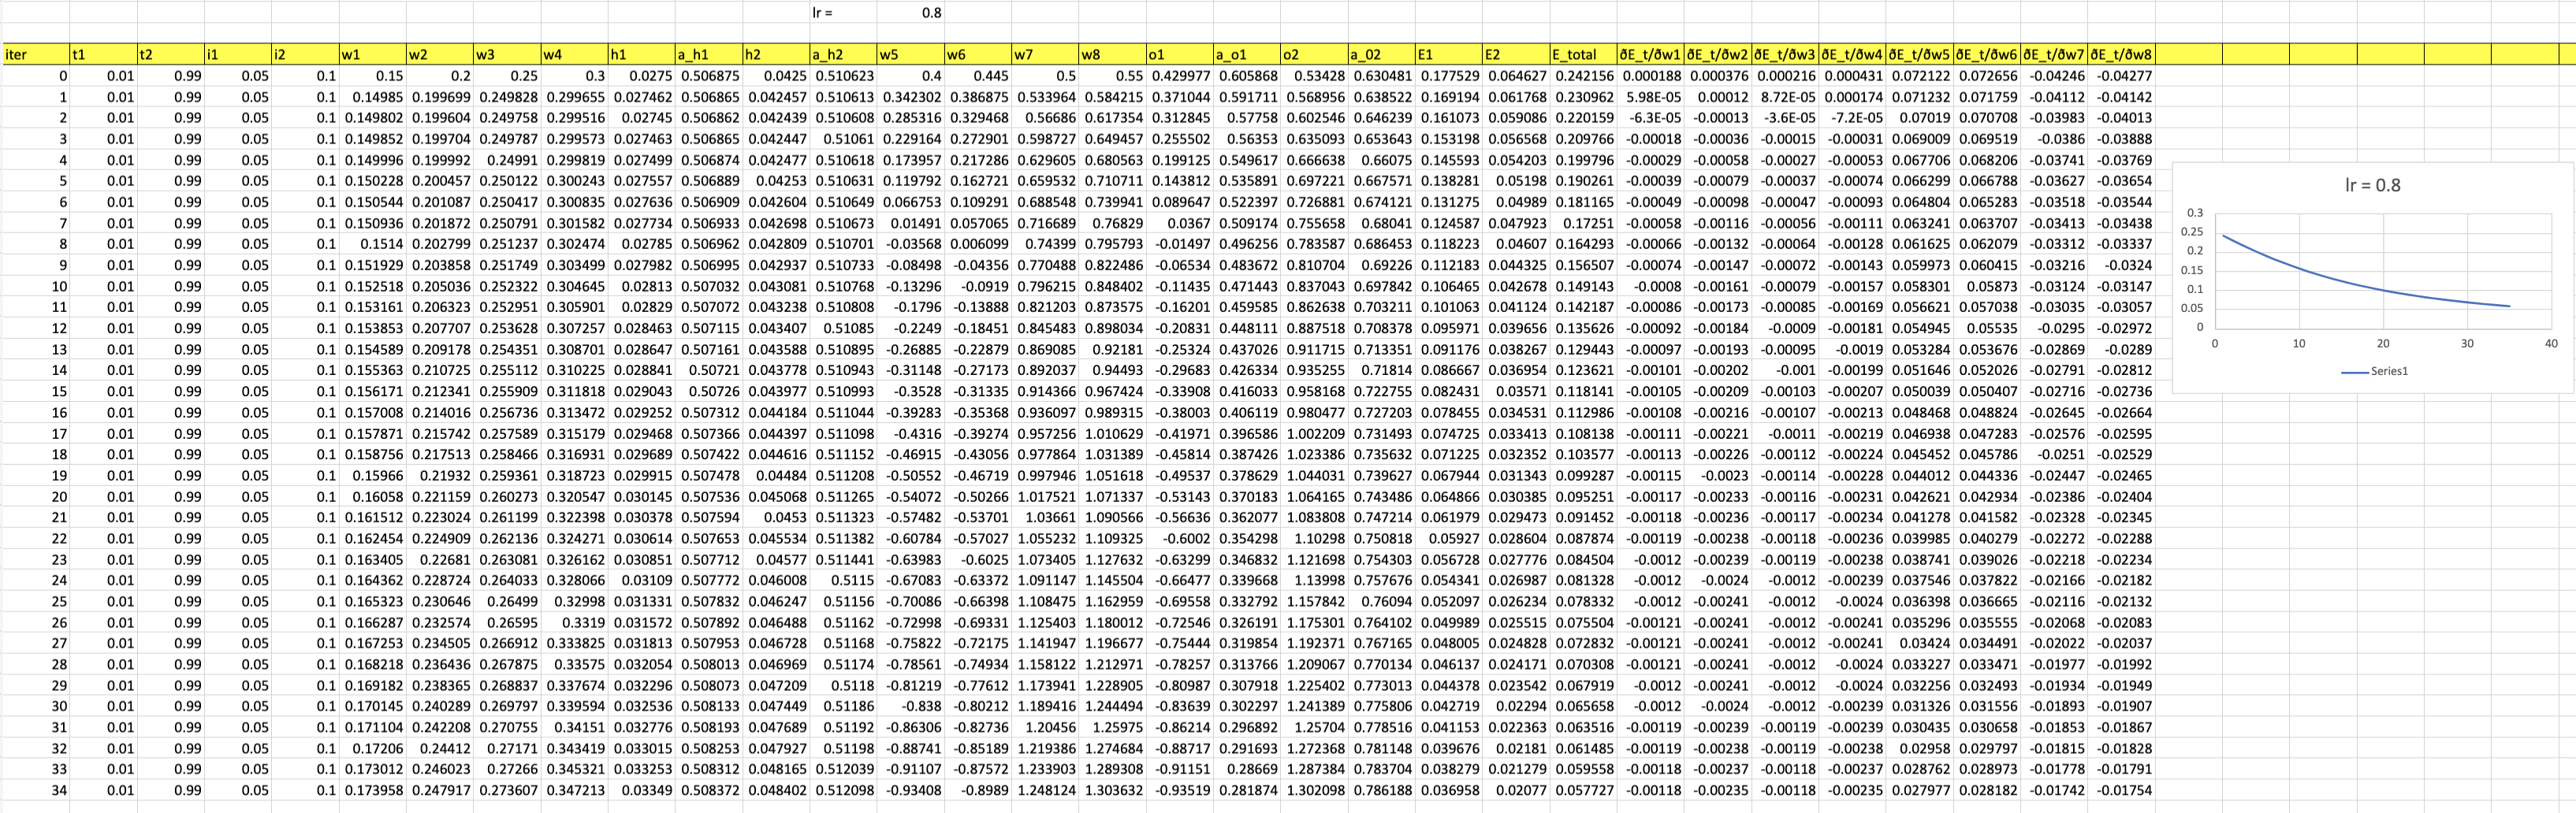 lr = 0.8
iter t1 t2 i1 i2 w1 w2 w3 w4 h1 a_h1 h2 a_h2 w5 w6 w7 w8 o1 a_o1 o2 a_02 E1 E2 E_total ðE_t/ðw1 ðE_t/ðw2 ðE_t/ðw3 ðE_t/ðw4 ðE_t/ðw5 ðE_t/ðw6 ðE_t/ðw7 ðE_t/ðw8
0 0.01 0.99 0.05 0.1 0.15 0.2 0.25 0.3 0.0275 0.506875 0.0425 0.510623 0.4 0.445 0.5 0.55 0.429977 0.605868 0.53428 0.630481 0.177529 0.064627 0.242156 0.000188 0.000376 0.000216 0.000431 0.072122 0.072656 -0.04246 -0.04277
1 0.01 0.99 0.05 0.1 0.14985 0.199699 0.249828 0.299655 0.027462 0.506865 0.042457 0.510613 0.342302 0.386875 0.533964 0.584215 0.371044 0.591711 0.568956 0.638522 0.169194 0.061768 0.230962 5.98E-05 0.00012 8.72E-05 0.000174 0.071232 0.071759 -0.04112 -0.04142
2 0.01 0.99 0.05 0.1 0.149802 0.199604 0.249758 0.299516 0.02745 0.506862 0.042439 0.510608 0.285316 0.329468 0.56686 0.617354 0.312845 0.57758 0.602546 0.646239 0.161073 0.059086 0.220159 -6.3E-05 -0.00013 -3.6E-05 -7.2E-05 0.07019 0.070708 -0.03983 -0.04013
3 0.01 0.99 0.05 0.1 0.149852 0.199704 0.249787 0.299573 0.027463 0.506865 0.042447 0.51061 0.229164 0.272901 0.598727 0.649457 0.255502 0.56353 0.635093 0.653643 0.153198 0.056568 0.209766 -0.00018 -0.00036 -0.00015 -0.00031 0.069009 0.069519 -0.0386 -0.03888
4 0.01 0.99 0.05 0.1 0.149996 0.199992 0.24991 0.299819 0.027499 0.506874 0.042477 0.510618 0.173957 0.217286 0.629605 0.680563 0.199125 0.549617 0.666638 0.66075 0.145593 0.054203 0.199796 -0.00029 -0.00058 -0.00027 -0.00053 0.067706 0.068206 -0.03741 -0.03769
5 0.01 0.99 0.05 0.1 0.150228 0.200457 0.250122 0.300243 0.027557 0.506889 0.04253 0.510631 0.119792 0.162721 0.659532 0.710711 0.143812 0.535891 0.697221 0.667571 0.138281 0.05198 0.190261 -0.00039 -0.00079 -0.00037 -0.00074 0.066299 0.066788 -0.03627 -0.03654
6 0.01 0.99 0.05 0.1 0.150544 0.201087 0.250417 0.300835 0.027636 0.506909 0.042604 0.510649 0.066753 0.109291 0.688548 0.739941 0.089647 0.522397 0.726881 0.674121 0.131275 0.04989 0.181165 -0.00049 -0.00098 -0.00047 -0.00093 0.064804 0.065283 -0.03518 -0.03544
7 0.01 0.99 0.05 0.1 0.150936 0.201872 0.250791 0.301582 0.027734 0.506933 0.042698 0.510673 0.01491 0.057065 0.716689 0.76829 0.0367 0.509174 0.755658 0.68041 0.124587 0.047923 0.17251 -0.00058 -0.00116 -0.00056 -0.00111 0.063241 0.063707 -0.03413 -0.03438
8 0.01 0.99 0.05 0.1 0.1514 0.202799 0.251237 0.302474 0.02785 0.506962 0.042809 0.510701 -0.03568 0.006099 0.74399 0.795793 -0.01497 0.496256 0.783587 0.686453 0.118223 0.04607 0.164293 -0.00066 -0.00132 -0.00064 -0.00128 0.061625 0.062079 -0.03312 -0.03337
9 0.01 0.99 0.05 0.1 0.151929 0.203858 0.251749 0.303499 0.027982 0.506995 0.042937 0.510733 -0.08498 -0.04356 0.770488 0.822486 -0.06534 0.483672 0.810704 0.69226 0.112183 0.044325 0.156507 -0.00074 -0.00147 -0.00072 -0.00143 0.059973 0.060415 -0.03216 -0.0324
10 0.01 0.99 0.05 0.1 0.152518 0.205036 0.252322 0.304645 0.02813 0.507032 0.043081 0.510768 -0.13296 -0.0919 0.796215 0.848402 -0.11435 0.471443 0.837043 0.697842 0.106465 0.042678 0.149143 -0.0008 -0.00161 -0.00079 -0.00157 0.058301 0.05873 -0.03124 -0.03147
11 0.01 0.99 0.05 0.1 0.153161 0.206323 0.252951 0.305901 0.02829 0.507072 0.043238 0.510808 -0.1796 -0.13888 0.821203 0.873575 -0.16201 0.459585 0.862638 0.703211 0.101063 0.041124 0.142187 -0.00086 -0.00173 -0.00085 -0.00169 0.056621 0.057038 -0.03035 -0.03057
12 0.01 0.99 0.05 0.1 0.153853 0.207707 0.253628 0.307257 0.028463 0.507115 0.043407 0.51085 -0.2249 -0.18451 0.845483 0.898034 -0.20831 0.448111 0.887518 0.708378 0.095971 0.039656 0.135626 -0.00092 -0.00184 -0.0009 -0.00181 0.054945 0.05535 -0.0295 -0.02972
13 0.01 0.99 0.05 0.1 0.154589 0.209178 0.254351 0.308701 0.028647 0.507161 0.043588 0.510895 -0.26885 -0.22879 0.869085 0.92181 -0.25324 0.437026 0.911715 0.713351 0.091176 0.038267 0.129443 -0.00097 -0.00193 -0.00095 -0.0019 0.053284 0.053676 -0.02869 -0.0289
14 0.01 0.99 0.05 0.1 0.155363 0.210725 0.255112 0.310225 0.028841 0.50721 0.043778 0.510943 -0.31148 -0.27173 0.892037 0.94493 -0.29683 0.426334 0.935255 0.71814 0.086667 0.036954 0.123621 -0.00101 -0.00202 -0.001 -0.00199 0.051646 0.052026 -0.02791 -0.02812
15 0.01 0.99 0.05 0.1 0.156171 0.212341 0.255909 0.311818 0.029043 0.50726 0.043977 0.510993 -0.3528 -0.31335 0.914366 0.967424 -0.33908 0.416033 0.958168 0.722755 0.082431 0.03571 0.118141 -0.00105 -0.00209 -0.00103 -0.00207 0.050039 0.050407 -0.02716 -0.02736
16 0.01 0.99 0.05 0.1 0.157008 0.214016 0.256736 0.313472 0.029252 0.507312 0.044184 0.511044 -0.39283 -0.35368 0.936097 0.989315 -0.38003 0.406119 0.980477 0.727203 0.078455 0.034531 0.112986 -0.00108 -0.00216 -0.00107 -0.00213 0.048468 0.048824 -0.02645 -0.02664
17 0.01 0.99 0.05 0.1 0.157871 0.215742 0.257589 0.315179 0.029468 0.507366 0.044397 0.511098 -0.4316 -0.39274 0.957256 1.010629 -0.41971 0.396586 1.002209 0.731493 0.074725 0.033413 0.108138 -0.00111 -0.00221 -0.0011 -0.00219 0.046938 0.047283 -0.02576 -0.02595
18 0.01 0.99 0.05 0.1 0.158756 0.217513 0.258466 0.316931 0.029689 0.507422 0.044616 0.511152 -0.46915 -0.43056 0.977864 1.031389 -0.45814 0.387426 1.023386 0.735632 0.071225 0.032352 0.103577 -0.00113 -0.00226 -0.00112 -0.00224 0.045452 0.045786 -0.0251 -0.02529
19 0.01 0.99 0.05 0.1 0.15966 0.21932 0.259361 0.318723 0.029915 0.507478 0.04484 0.511208 -0.50552 -0.46719 0.997946 1.051618 -0.49537 0.378629 1.044031 0.739627 0.067944 0.031343 0.099287 -0.00115 -0.0023 -0.00114 -0.00228 0.044012 0.044336 -0.02447 -0.02465
20 0.01 0.99 0.05 0.1 0.16058 0.221159 0.260273 0.320547 0.030145 0.507536 0.045068 0.511265 -0.54072 -0.50266 1.017521 1.071337 -0.53143 0.370183 1.064165 0.743486 0.064866 0.030385 0.095251 -0.00117 -0.00233 -0.00116 -0.00231 0.042621 0.042934 -0.02386 -0.02404
21 0.01 0.99 0.05 0.1 0.161512 0.223024 0.261199 0.322398 0.030378 0.507594 0.0453 0.511323 -0.57482 -0.53701 1.03661 1.090566 -0.56636 0.362077 1.083808 0.747214 0.061979 0.029473 0.091452 -0.00118 -0.00236 -0.00117 -0.00234 0.041278 0.041582 -0.02328 -0.02345
22 0.01 0.99 0.05 0.1 0.162454 0.224909 0.262136 0.324271 0.030614 0.507653 0.045534 0.511382 -0.60784 -0.57027 1.055232 1.109325 -0.6002 0.354298 1.10298 0.750818 0.05927 0.028604 0.087874 -0.00119 -0.00238 -0.00118 -0.00236 0.039985 0.040279 -0.02272 -0.02288
23 0.01 0.99 0.05 0.1 0.163405 0.22681 0.263081 0.326162 0.030851 0.507712 0.04577 0.511441 -0.63983 -0.6025 1.073405 1.127632 -0.63299 0.346832 1.121698 0.754303 0.056728 0.027776 0.084504 -0.0012 -0.00239 -0.00119 -0.00238 0.038741 0.039026 -0.02218 -0.02234
24 0.01 0.99 0.05 0.1 0.164362 0.228724 0.264033 0.328066 0.03109 0.507772 0.046008 0.5115 -0.67083 -0.63372 1.091147 1.145504 -0.66477 0.339668 1.13998 0.757676 0.054341 0.026987 0.081328 -0.0012 -0.0024 -0.0012 -0.00239 0.037546 0.037822 -0.02166 -0.02182
25 0.01 0.99 0.05 0.1 0.165323 0.230646 0.26499 0.32998 0.031331 0.507832 0.046247 0.51156 -0.70086 -0.66398 1.108475 1.162959 -0.69558 0.332792 1.157842 0.76094 0.052097 0.026234 0.078332 -0.0012 -0.00241 -0.0012 -0.0024 0.036398 0.036665 -0.02116 -0.02132
26 0.01 0.99 0.05 0.1 0.166287 0.232574 0.26595 0.3319 0.031572 0.507892 0.046488 0.51162 -0.72998 -0.69331 1.125403 1.180012 -0.72546 0.326191 1.175301 0.764102 0.049989 0.025515 0.075504 -0.00121 -0.00241 -0.0012 -0.00241 0.035296 0.035555 -0.02068 -0.02083
27 0.01 0.99 0.05 0.1 0.167253 0.234505 0.266912 0.333825 0.031813 0.507953 0.046728 0.51168 -0.75822 -0.72175 1.141947 1.196677 -0.75444 0.319854 1.192371 0.767165 0.048005 0.024828 0.072832 -0.00121 -0.00241 -0.0012 -0.00241 0.03424 0.034491 -0.02022 -0.02037
28 0.01 0.99 0.05 0.1 0.168218 0.236436 0.267875 0.33575 0.032054 0.508013 0.046969 0.51174 -0.78561 -0.74934 1.158122 1.212971 -0.78257 0.313766 1.209067 0.770134 0.046137 0.024171 0.070308 -0.00121 -0.00241 -0.0012 -0.0024 0.033227 0.033471 -0.01977 -0.01992
29 0.01 0.99 0.05 0.1 0.169182 0.238365 0.268837 0.337674 0.032296 0.508073 0.047209 0.5118 -0.81219 -0.77612 1.173941 1.228905 -0.80987 0.307918 1.225402 0.773013 0.044378 0.023542 0.067919 -0.0012 -0.00241 -0.0012 -0.0024 0.032256 0.032493 -0.01934 -0.01949
30 0.01 0.99 0.05 0.1 0.170145 0.240289 0.269797 0.339594 0.032536 0.508133 0.047449 0.51186 -0.838 -0.80212 1.189416 1.244494 -0.83639 0.302297 1.241389 0.775806 0.042719 0.02294 0.065658 -0.0012 -0.0024 -0.0012 -0.00239 0.031326 0.031556 -0.01893 -0.01907
31 0.01 0.99 0.05 0.1 0.171104 0.242208 0.270755 0.34151 0.032776 0.508193 0.047689 0.51192 -0.86306 -0.82736 1.20456 1.25975 -0.86214 0.296892 1.25704 0.778516 0.041153 0.022363 0.063516 -0.00119 -0.00239 -0.00119 -0.00239 0.030435 0.030658 -0.01853 -0.01867
32 0.01 0.99 0.05 0.1 0.17206 0.24412 0.27171 0.343419 0.033015 0.508253 0.047927 0.51198 -0.88741 -0.85189 1.219386 1.274684 -0.88717 0.291693 1.272368 0.781148 0.039676 0.02181 0.061485 -0.00119 -0.00238 -0.00119 -0.00238 0.02958 0.029797 -0.01815 -0.01828
33 0.01 0.99 0.05 0.1 0.173012 0.246023 0.27266 0.345321 0.033253 0.508312 0.048165 0.512039 -0.91107 -0.87572 1.233903 1.289308 -0.91151 0.28669 1.287384 0.783704 0.038279 0.021279 0.059558 -0.00118 -0.00237 -0.00118 -0.00237 0.028762 0.028973 -0.01778 -0.01791
34 0.01 0.99 0.05 0.1 0.173958 0.247917 0.273607 0.347213 0.03349 0.508372 0.048402 0.512098 -0.93408 -0.8989 1.248124 1.303632 -0.93519 0.281874 1.302098 0.786188 0.036958 0.02077 0.057727 -0.00118 -0.00235 -0.00118 -0.00235 0.027977 0.028182 -0.01742 -0.01754
lr = 0.8
0.3
0.25
0.2
0.15
0.1
0.05
0
0 10 20 30 40
Series1